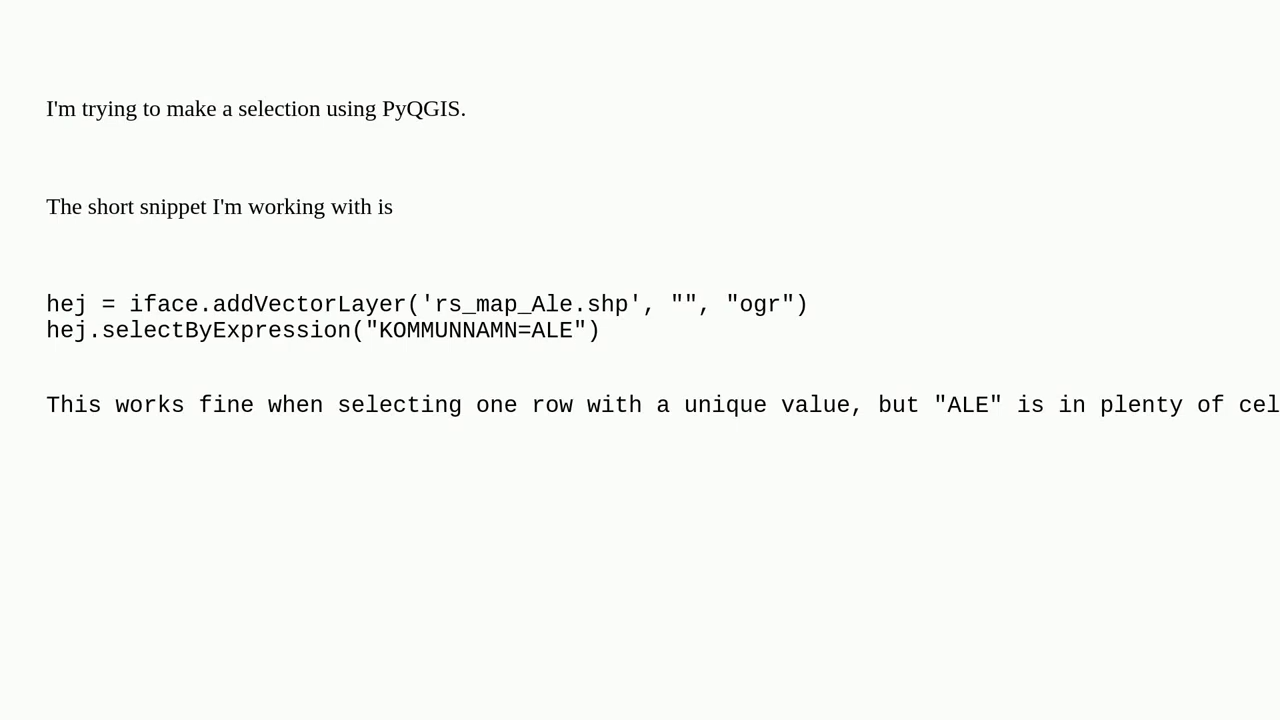 I'm trying to make a selection using PyQGIS.
The short snippet I'm working with is
hej = iface.addVectorLayer('rs_map_Ale.shp', "", "ogr")
hej.selectByExpression("KOMMUNNAMN=ALE")
This works fine when selecting one row with a unique value, but "ALE" is in plenty of